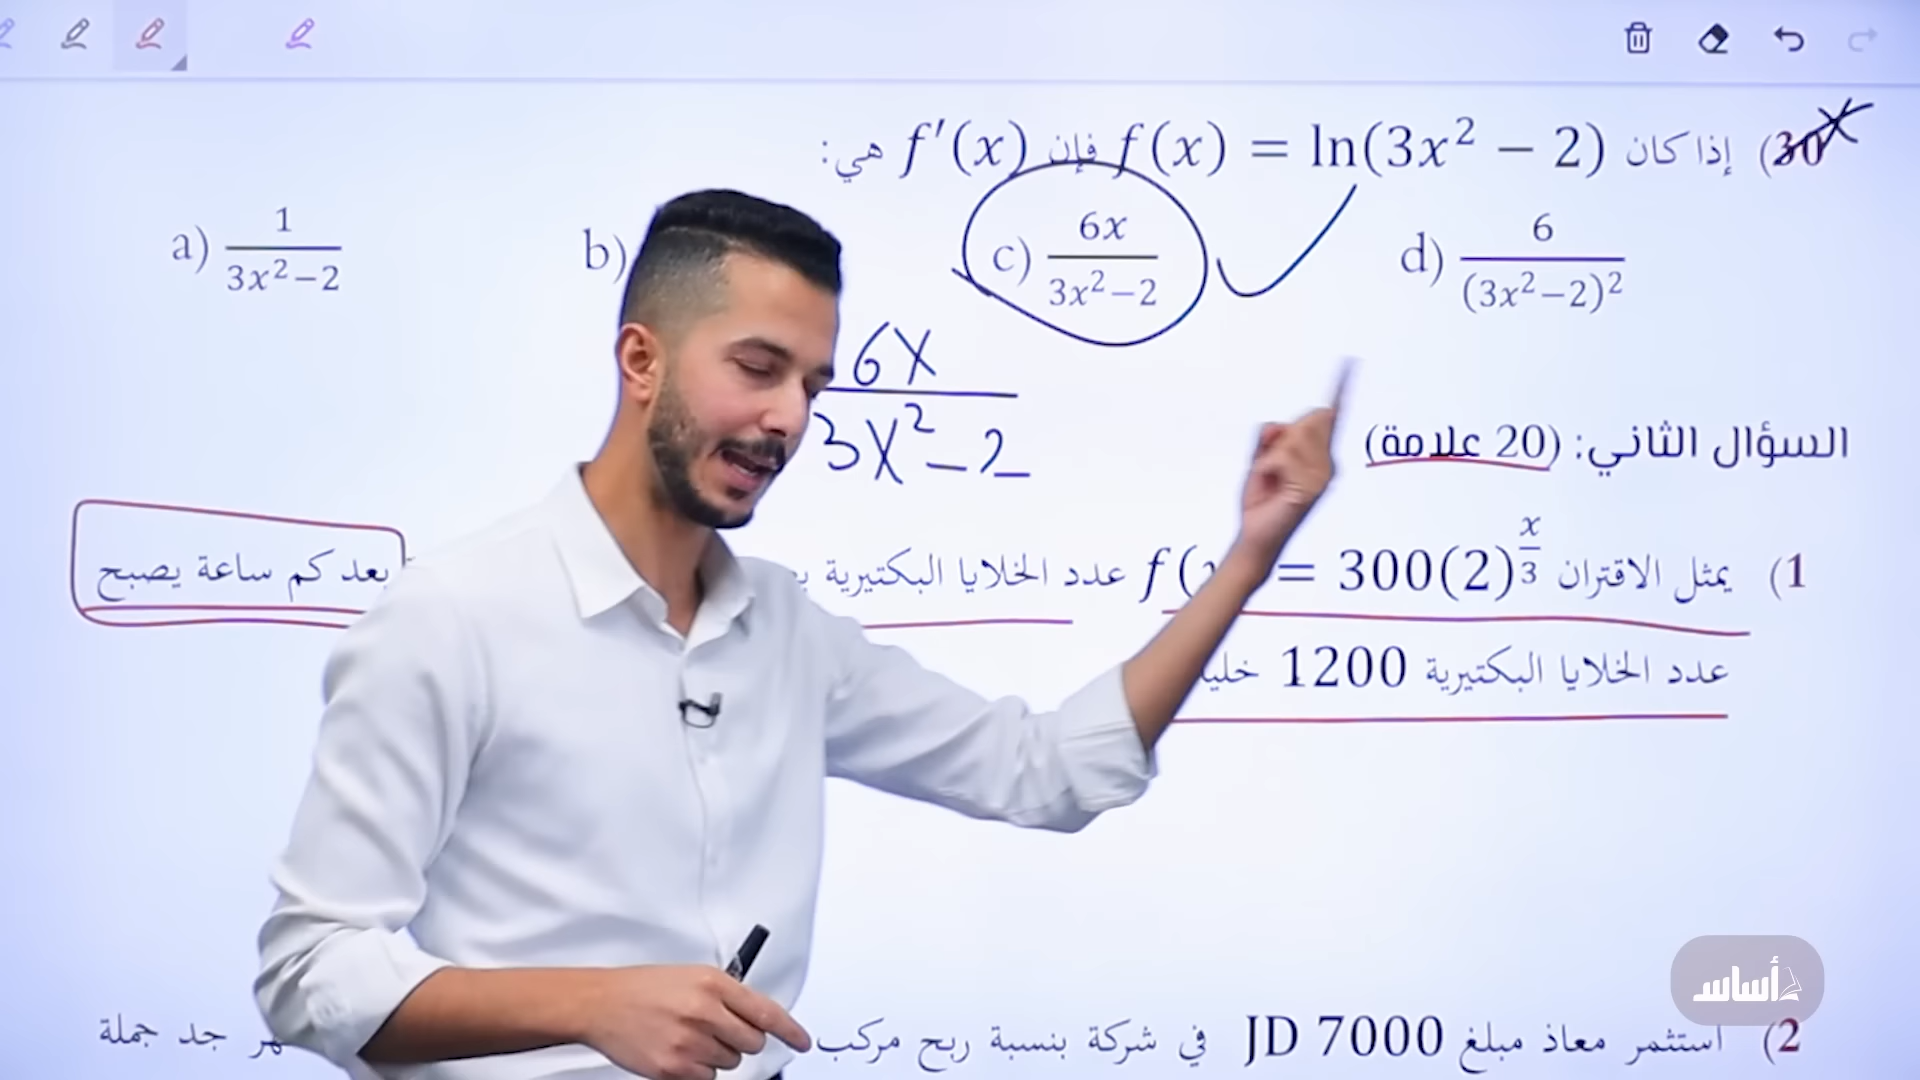 30) إذا كان f(x) = ln(3x² − 2) فإن f′(x) هي:
a) 1/(3x²−2) b) c) 6x/(3x²−2) d) 6/(3x²−2)²
6X
3X²−2
السؤال الثاني: (20 علامة)
1) يمثل الاقتران = 300(2)^(x/3) f( عدد الخلايا البكتيرية بعد كم ساعة يصبح
عدد الخلايا البكتيرية 1200
2) استثمر معاذ مبلغ JD 7000 في شركة بنسبة ربح مركب جد جملة
أساس